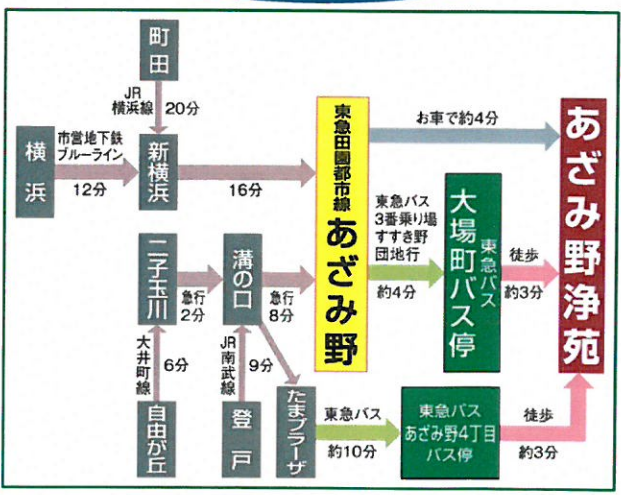 町田
JR
横浜線
20分
横浜
市営地下鉄
ブルーライン
12分
新横浜
16分
東急田園都市線
あざみ野
お車で約4分
あざみ野浄苑
東急バス
3番乗り場
すすき野
団地行
約4分
大場町バス停
東急バス
徒歩
約3分
二子玉川
急行
2分
溝の口
急行
8分
大井町線
6分
自由が丘
JR南武線
9分
登戸
たまプラーザ
東急バス
約10分
東急バス
あざみ野4丁目
バス停
徒歩
約3分